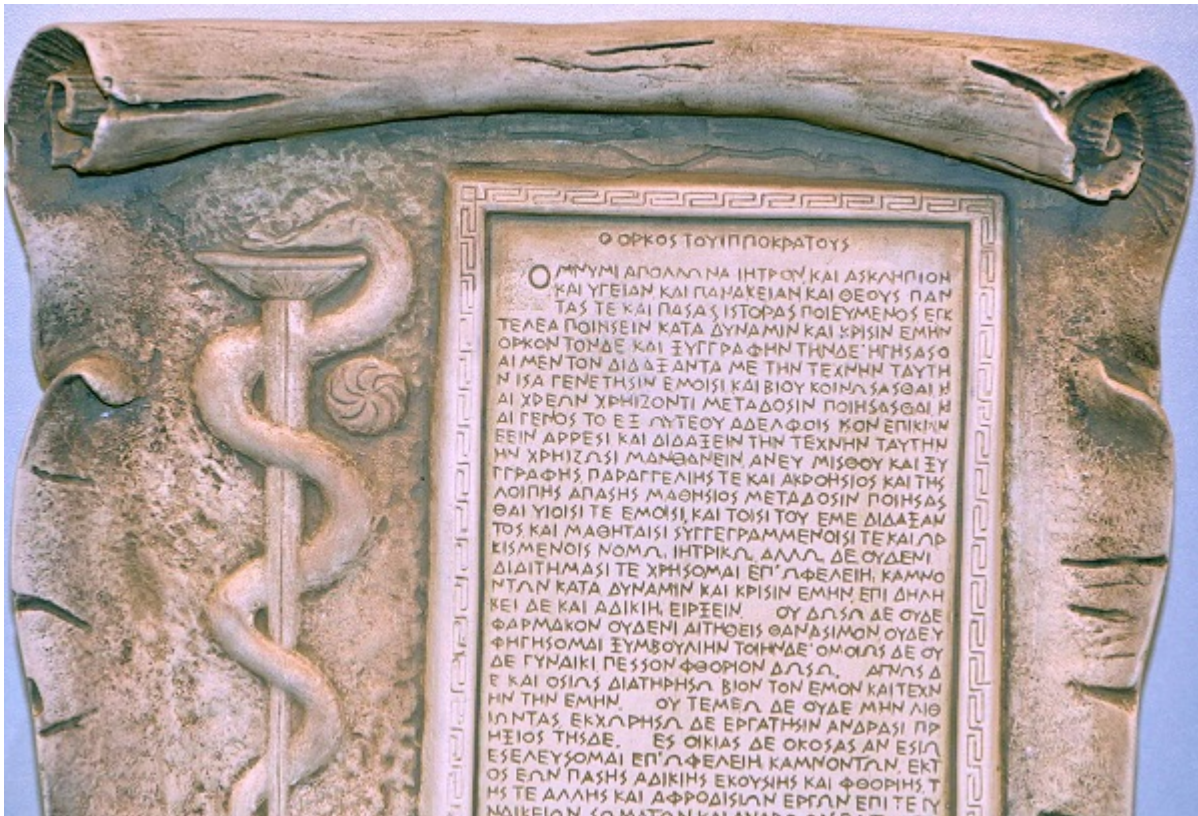 Ο ΟΡΚΟΣ ΤΟΥ ΙΠΠΟΚΡΑΤΟΥΣ
ΟΜΝΥΜΙ ΑΠΟΛΛΩΝΑ ΙΗΤΡΟΝ ΚΑΙ ΑΣΚΛΗΠΙΟΝ
ΚΑΙ ΥΓΕΙΑΝ ΚΑΙ ΠΑΝΑΚΕΙΑΝ ΚΑΙ ΘΕΟΥΣ ΠΑΝ
ΤΑΣ ΤΕ ΚΑΙ ΠΑΣΑΣ ΙΣΤΟΡΑΣ ΠΟΙΕΥΜΕΝΟΣ ΕΓΚ
ΤΕΛΕΑ ΠΟΙΗΣΕΙΝ ΚΑΤΑ ΔΥΝΑΜΙΝ ΚΑΙ ΚΡΙΣΙΝ ΕΜΗΝ
ΟΡΚΟΝ ΤΟΝΔΕ ΚΑΙ ΞΥΓΓΡΑΦΗΝ ΤΗΝΔΕ· ΗΓΗΣΑΣΟ
ΑΙ ΜΕΝ ΤΟΝ ΔΙΔΑΞΑΝΤΑ ΜΕ ΤΗΝ ΤΕΧΝΗΝ ΤΑΥΤΗ
Ν ΙΣΑ ΓΕΝΕΤΗΣΙΝ ΕΜΟΙΣΙ ΚΑΙ ΒΙΟΥ ΚΟΙΝΩΣΑΣΘΑΙ Κ
ΑΙ ΧΡΕΩΝ ΧΡΗΙΖΟΝΤΙ ΜΕΤΑΔΟΣΙΝ ΠΟΙΗΣΑΣΘΑΙ Κ
ΑΙ ΓΕΝΟΣ ΤΟ ΕΞ ΩΥΤΕΟΥ ΑΔΕΛΦΟΙΣ ΙΣΟΝ ΕΠΙΚΡΙΝ
ΕΕΙΝ ΑΡΡΕΣΙ ΚΑΙ ΔΙΔΑΞΕΙΝ ΤΗΝ ΤΕΧΝΗΝ ΤΑΥΤΗΝ
ΗΝ ΧΡΗΙΖΩΣΙ ΜΑΝΘΑΝΕΙΝ, ΑΝΕΥ ΜΙΣΘΟΥ ΚΑΙ ΞΥ
ΓΓΡΑΦΗΣ, ΠΑΡΑΓΓΕΛΙΗΣ ΤΕ ΚΑΙ ΑΚΡΟΗΣΙΟΣ ΚΑΙ ΤΗΣ
ΛΟΙΠΗΣ ΑΠΑΣΗΣ ΜΑΘΗΣΙΟΣ ΜΕΤΑΔΟΣΙΝ ΠΟΙΗΣΑΣ
ΘΑΙ ΥΙΟΙΣΙ ΤΕ ΕΜΟΙΣΙ, ΚΑΙ ΤΟΙΣΙ ΤΟΥ ΕΜΕ ΔΙΔΑΞΑΝ
ΤΟΣ ΚΑΙ ΜΑΘΗΤΑΙΣΙ ΣΥΓΓΕΓΡΑΜΜΕΝΟΙΣΙ ΤΕ ΚΑΙ ΩΡ
ΚΙΣΜΕΝΟΙΣ ΝΟΜΩ, ΙΗΤΡΙΚΩ, ΑΛΛΩ ΔΕ ΟΥΔΕΝΙ
ΔΙΑΙΤΗΜΑΣΙ ΤΕ ΧΡΗΣΟΜΑΙ ΕΠ' ΩΦΕΛΕΙΗ, ΚΑΜΝΟ
ΝΤΩΝ ΚΑΤΑ ΔΥΝΑΜΙΝ ΚΑΙ ΚΡΙΣΙΝ ΕΜΗΝ ΕΠΙ ΔΗΛΗ
ΚΕΙ ΔΕ ΚΑΙ ΑΔΙΚΙΗ, ΕΙΡΞΕΙΝ ΟΥ ΔΩΣΩ ΔΕ ΟΥΔΕ
ΦΑΡΜΑΚΟΝ ΟΥΔΕΝΙ ΑΙΤΗΘΕΙΣ ΘΑΝΑΣΙΜΟΝ, ΟΥΔΕ Υ
ΦΗΓΗΣΟΜΑΙ ΞΥΜΒΟΥΛΙΗΝ ΤΟΙΗΝΔΕ· ΟΜΟΙΩΣ ΔΕ ΟΥ
ΔΕ ΓΥΝΑΙΚΙ ΠΕΣΣΟΝ ΦΘΟΡΙΟΝ ΔΩΣΩ. ΑΓΝΩΣ Δ
Ε ΚΑΙ ΟΣΙΩΣ ΔΙΑΤΗΡΗΣΩ ΒΙΟΝ ΤΟΝ ΕΜΟΝ ΚΑΙ ΤΕΧΝ
ΗΝ ΤΗΝ ΕΜΗΝ. ΟΥ ΤΕΜΕΩ ΔΕ ΟΥΔΕ ΜΗΝ ΛΙΘ
ΙΩΝΤΑΣ, ΕΚΧΩΡΗΣΩ ΔΕ ΕΡΓΑΤΗΣΙΝ ΑΝΔΡΑΣΙ ΠΡ
ΗΞΙΟΣ ΤΗΣΔΕ. ΕΣ ΟΙΚΙΑΣ ΔΕ ΟΚΟΣΑΣ ΑΝ ΕΣΙΩ
ΕΣΕΛΕΥΣΟΜΑΙ ΕΠ' ΩΦΕΛΕΙΗ ΚΑΜΝΟΝΤΩΝ, ΕΚΤ
ΟΣ ΕΩΝ ΠΑΣΗΣ ΑΔΙΚΙΗΣ ΕΚΟΥΣΙΗΣ ΚΑΙ ΦΘΟΡΙΗΣ, Τ
ΗΣ ΤΕ ΑΛΛΗΣ ΚΑΙ ΑΦΡΟΔΙΣΙΩΝ ΕΡΓΩΝ ΕΠΙ ΤΕ ΓΥ
ΝΑΙΚΕΙΩΝ ΣΩΜΑΤΩΝ ΚΑΙ